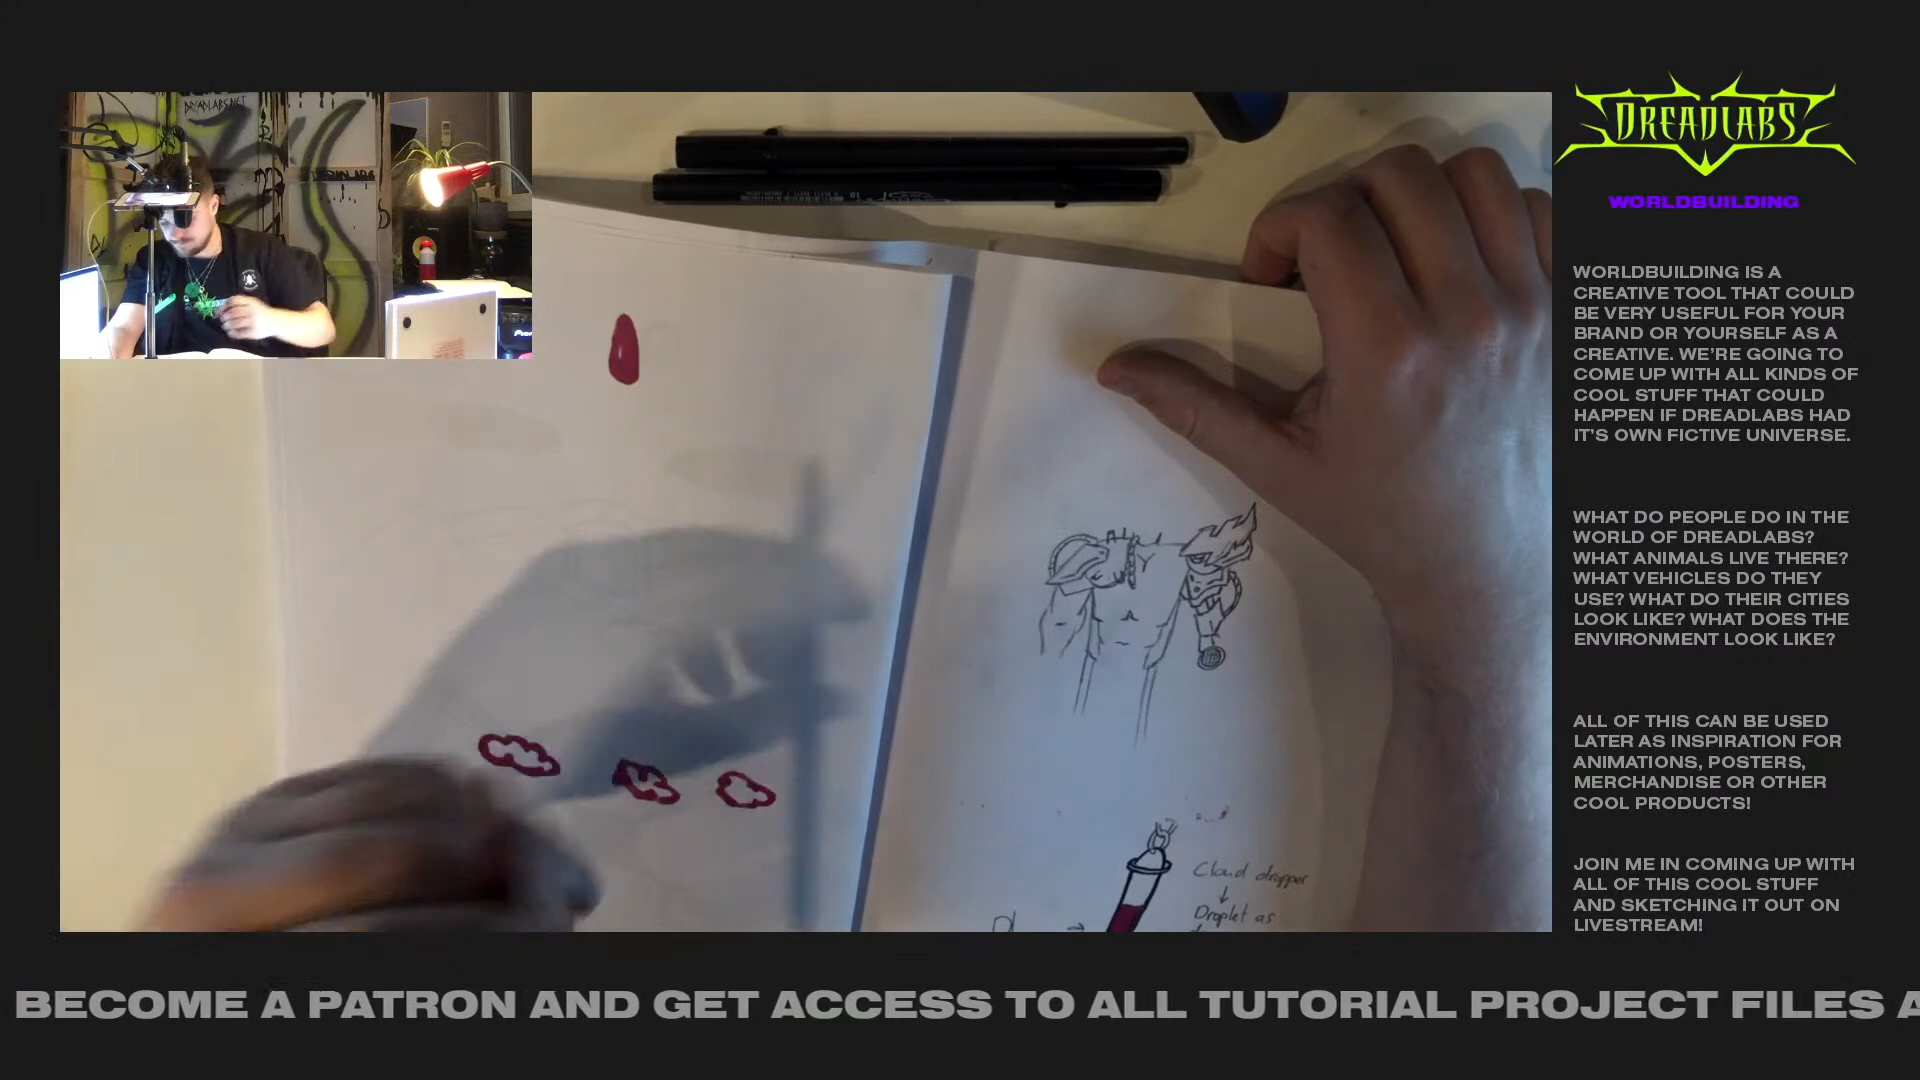 DREADLABS.NET
DREADLABS
WORLDBUILDING
WORLDBUILDING IS A
CREATIVE TOOL THAT COULD
BE VERY USEFUL FOR YOUR
BRAND OR YOURSELF AS A
CREATIVE. WE'RE GOING TO
COME UP WITH ALL KINDS OF
COOL STUFF THAT COULD
HAPPEN IF DREADLABS HAD
IT'S OWN FICTIVE UNIVERSE.
WHAT DO PEOPLE DO IN THE
WORLD OF DREADLABS?
WHAT ANIMALS LIVE THERE?
WHAT VEHICLES DO THEY
USE? WHAT DO THEIR CITIES
LOOK LIKE? WHAT DOES THE
ENVIRONMENT LOOK LIKE?
ALL OF THIS CAN BE USED
LATER AS INSPIRATION FOR
ANIMATIONS, POSTERS,
MERCHANDISE OR OTHER
COOL PRODUCTS!
JOIN ME IN COMING UP WITH
ALL OF THIS COOL STUFF
AND SKETCHING IT OUT ON
LIVESTREAM!
Cloud dropper
Droplet as
BECOME A PATRON AND GET ACCESS TO ALL TUTORIAL PROJECT FILES A